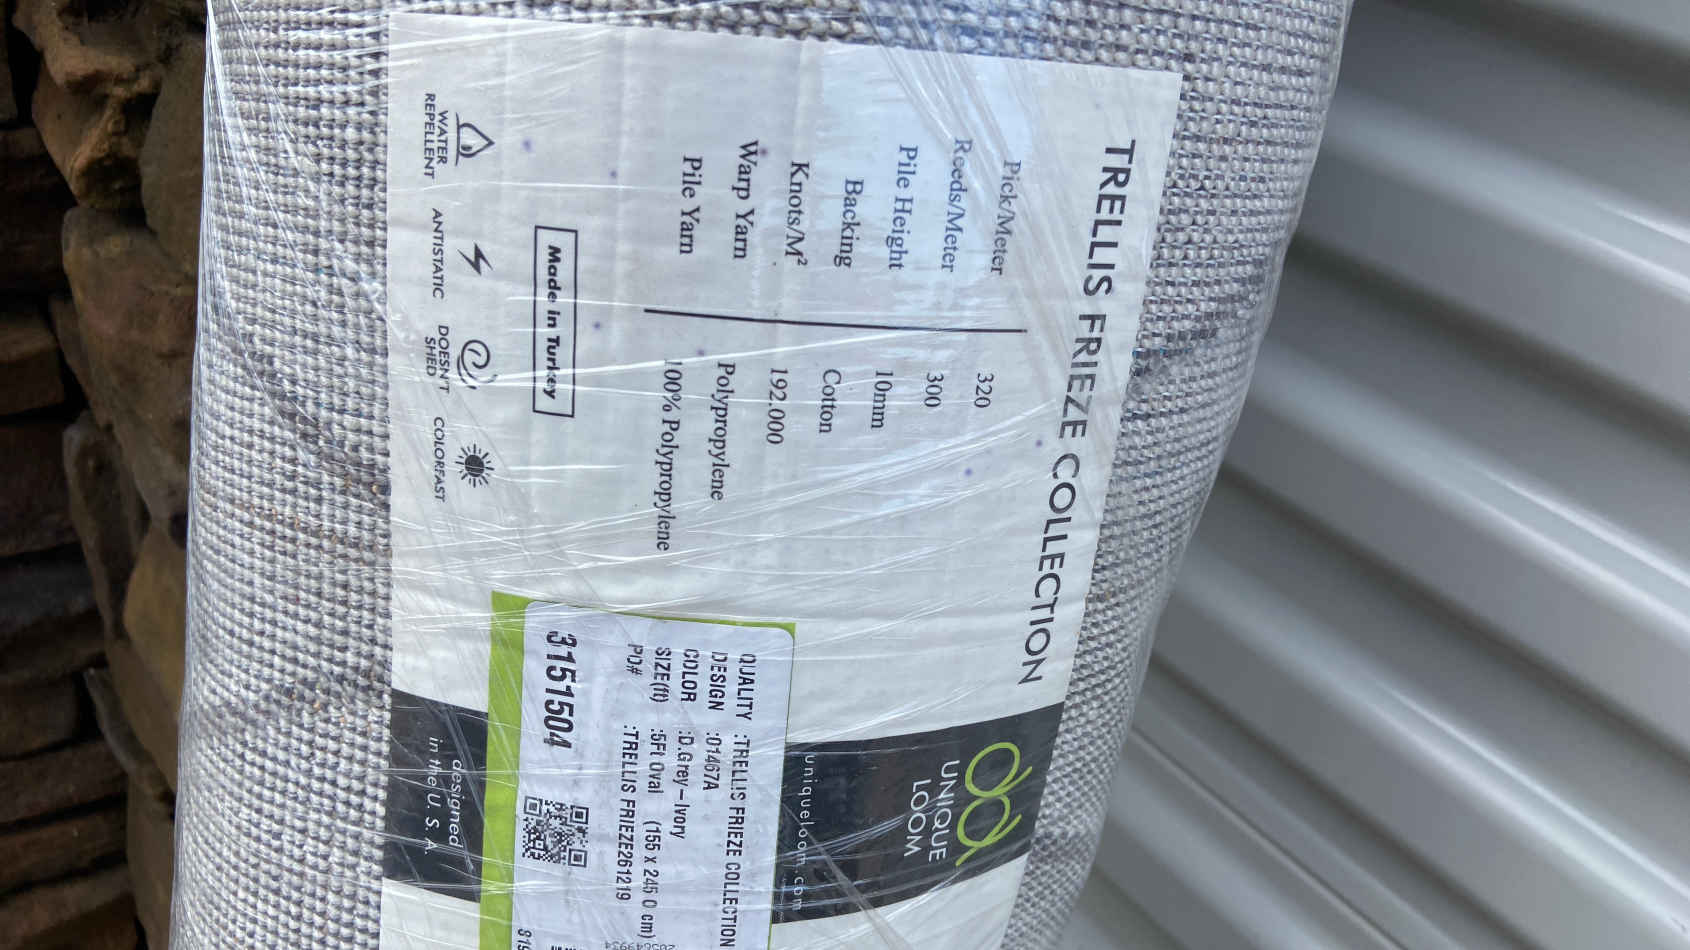 TRELLIS FRIEZE COLLECTION
Pick/Meter 320
Reeds/Meter 300
Pile Height 10mm
Backing Cotton
Knots/M² 192.000
Warp Yarn Polypropylene
Pile Yarn 100% Polypropylene
Made in Turkey
WATER
REPELLENT
ANTISTATIC
DOESN'T
SHED
COLORFAST
UNIQUE
LOOM
uniqueloom.com
QUALITY :TRELLIS FRIEZE COLLECTION
DESIGN :01467A
COLOR :D.Grey-Ivory
SIZE(ft) :5Ft Oval (155 x 245 0 cm)
PO# :TRELLIS FRIEZE261219
3151504
designed
in the U.S.A.